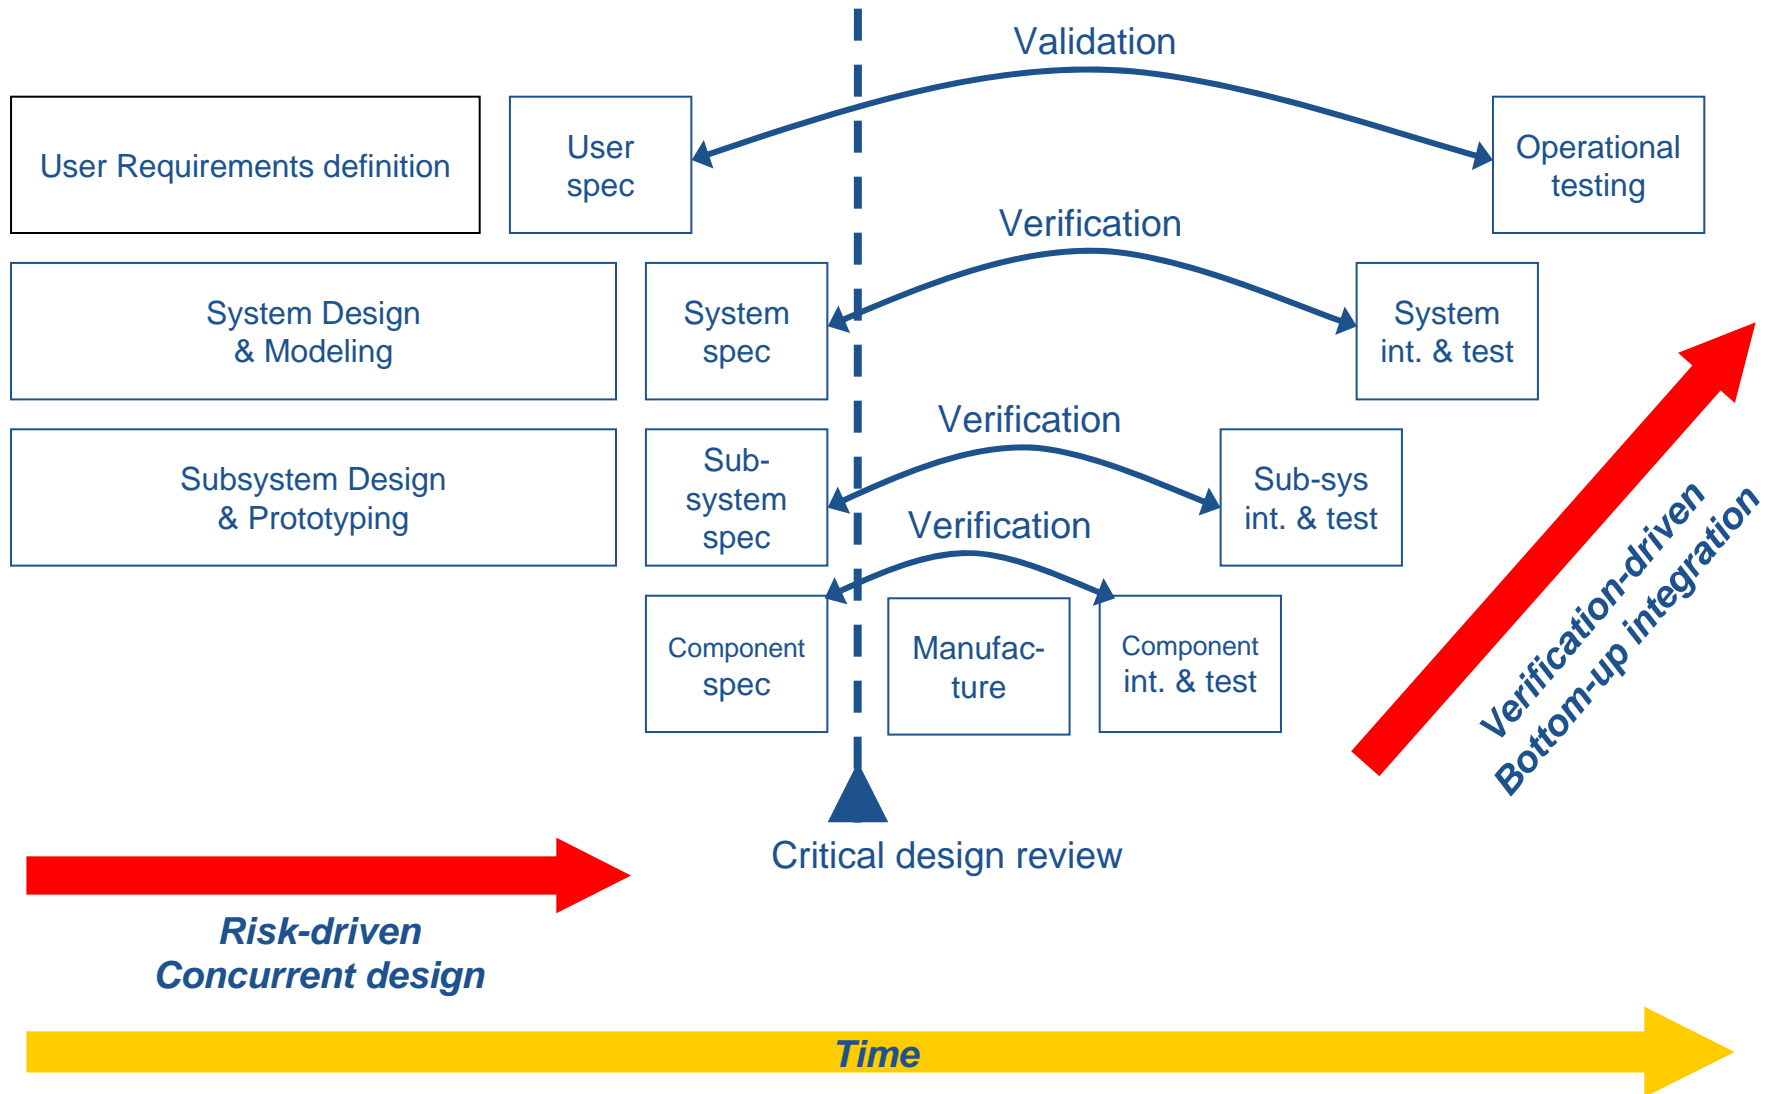 Validation
User Requirements definition
User
spec
Operational
testing
Verification
System Design
& Modeling
System
spec
System
int. & test
Verification
Subsystem Design
& Prototyping
Sub-
system
spec
Sub-sys
int. & test
Verification
Component
spec
Manufac-
ture
Component
int. & test
Verification-driven
Bottom-up integration
Critical design review
Risk-driven
Concurrent design
Time